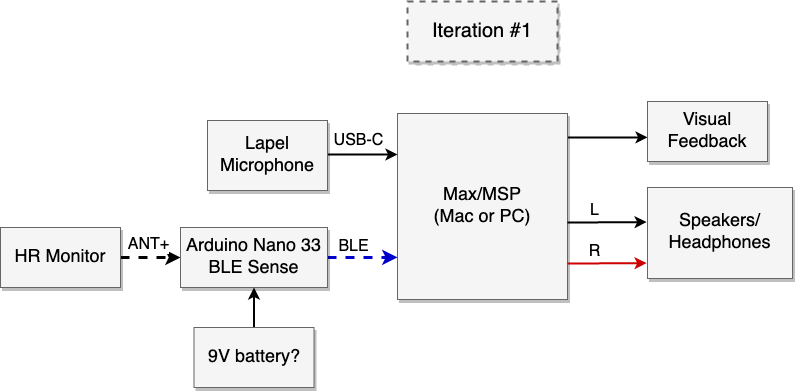 Iteration #1
Lapel
Microphone
USB-C
Max/MSP
(Mac or PC)
Visual
Feedback
L
R
Speakers/
Headphones
HR Monitor
ANT+
Arduino Nano 33
BLE Sense
BLE
9V battery?